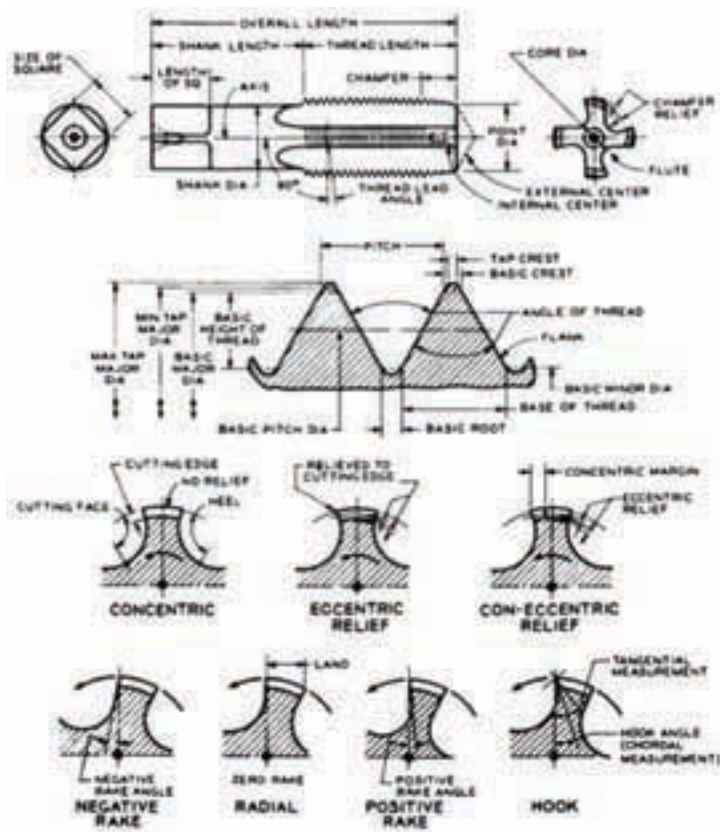 OVERALL LENGTH
SHANK LENGTH
THREAD LENGTH
SIZE OF
SQUARE
LENGTH
OF SQ
AXIS
CHAMFER
CORE DIA
CHAMFER
RELIEF
POINT
DIA
FLUTE
SHANK DIA
90°
THREAD LEAD
ANGLE
EXTERNAL CENTER
INTERNAL CENTER
PITCH
TAP CREST
BASIC CREST
MAX TAP
MAJOR
DIA
MIN TAP
MAJOR
DIA
BASIC
MAJOR
DIA
BASIC
HEIGHT OF
THREAD
ANGLE OF THREAD
FLANK
BASIC MINOR DIA
BASE OF THREAD
BASIC PITCH DIA
BASIC ROOT
CUTTING EDGE
NO RELIEF
CUTTING FACE
HEEL
CONCENTRIC
RELIEVED TO
CUTTING EDGE
ECCENTRIC
RELIEF
CONCENTRIC MARGIN
ECCENTRIC
RELIEF
CON-ECCENTRIC
RELIEF
NEGATIVE
RAKE ANGLE
NEGATIVE
RAKE
LAND
ZERO RAKE
RADIAL
POSITIVE
RAKE ANGLE
POSITIVE
RAKE
TANGENTIAL
MEASUREMENT
HOOK ANGLE
(CHORDAL
MEASUREMENT)
HOOK